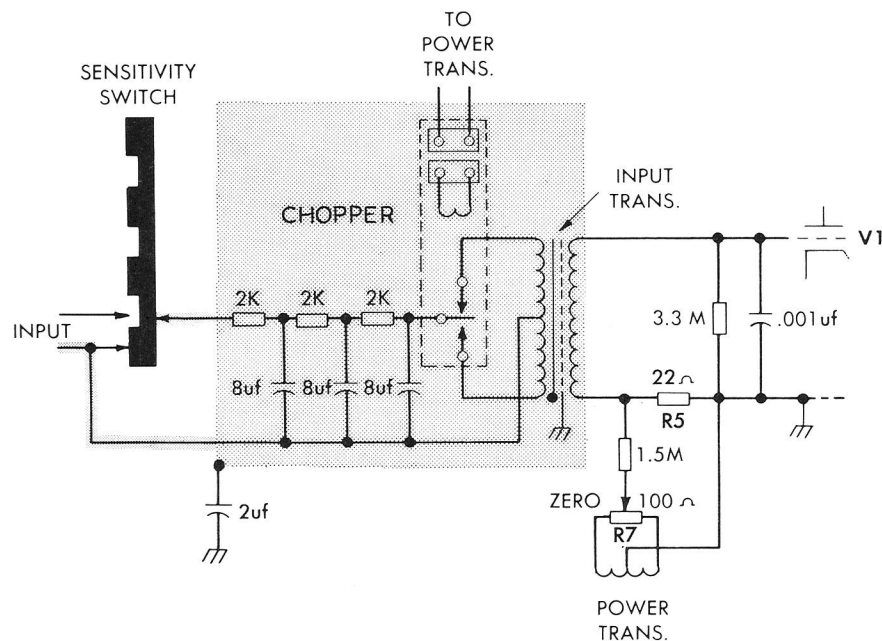 TO
POWER
TRANS.
SENSITIVITY
SWITCH
INPUT
TRANS.
CHOPPER
V1
2K 2K 2K
INPUT
3.3 M
.001uf
8uf 8uf 8uf
22 Ω
R5
1.5M
2uf
ZERO
100 Ω
R7
POWER
TRANS.